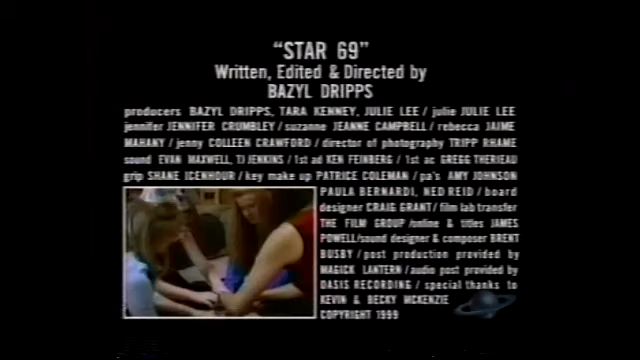 "STAR 69"
Written, Edited & Directed by
BAZYL DRIPPS
producers BAZYL DRIPPS, TARA KENNEY, JULIE LEE / julie JULIE LEE
jennifer JENNIFER CRUMBLEY / suzanne JEANNE CAMPBELL / rebecca JAIME
MAHANY / jenny COLLEEN CRAWFORD / director of photography TRIPP RHAME
sound EVAN MAXWELL, TJ JENKINS / 1st ad KEN FEINBERG / 1st ac GREGG THERIEAU
grip SHANE ICENHOUR / key make up PATRICE COLEMAN / pa's AMY JOHNSON
PAULA BERNARDI, NED REID / board
designer CRAIG GRANT / film lab transfer
THE FILM GROUP /online & titles JAMES
POWELL/sound designer & composer BRENT
BUSBY / post production provided by
MAGICK LANTERN / audio post provided by
OASIS RECORDING / special thanks to
KEVIN & BECKY MCKENZIE
COPYRIGHT 1999